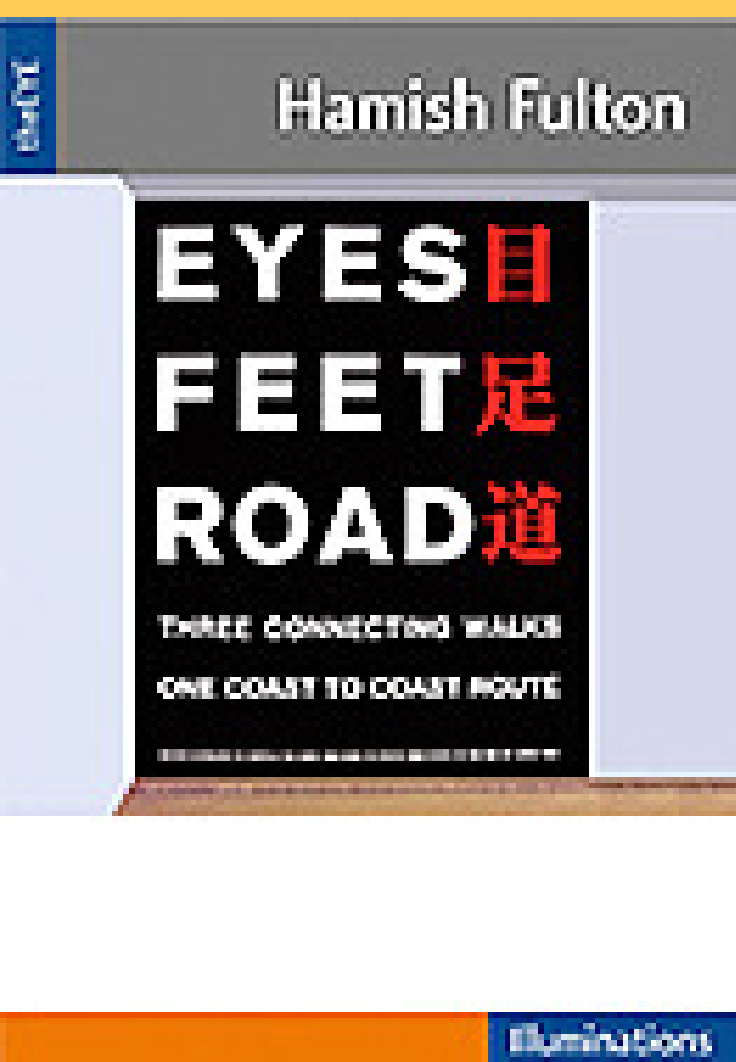 theEYE
Hamish Fulton
EYES目
FEET足
ROAD道
THREE CONNECTING WALKS
ONE COAST TO COAST ROUTE
Illuminations